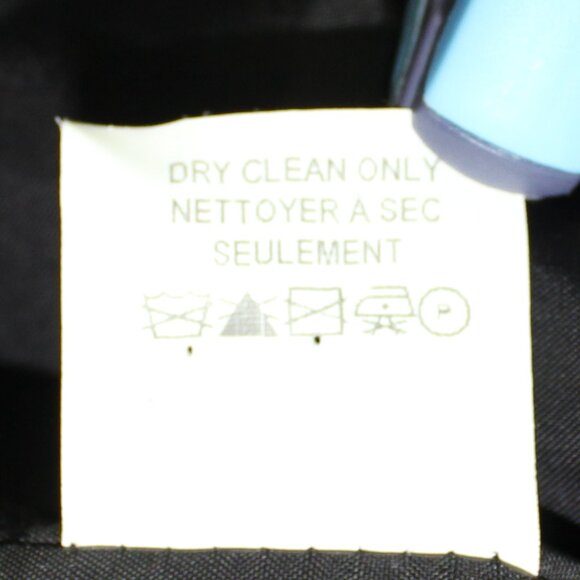 DRY CLEAN ONLY
NETTOYER A SEC
SEULEMENT
P